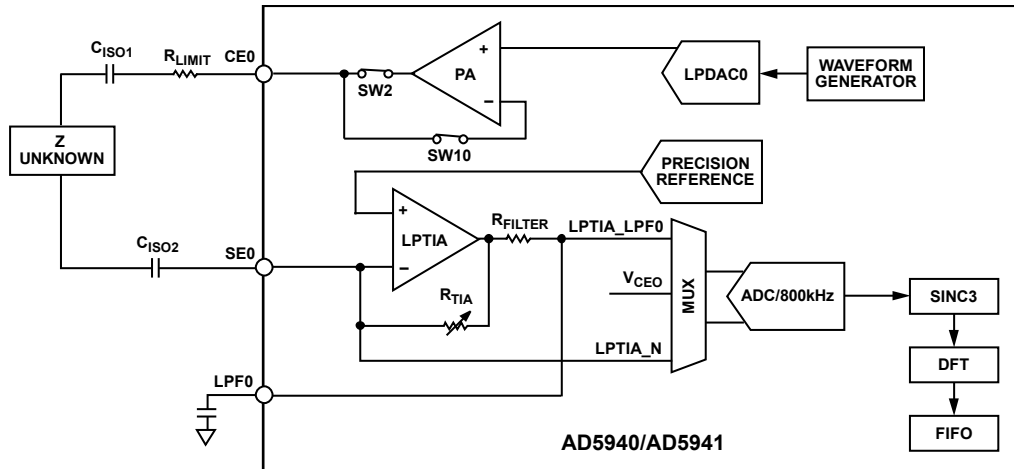 CISO1
RLIMIT
CE0
SW2
+
PA
−
SW10
LPDAC0
WAVEFORM
GENERATOR
Z
UNKNOWN
PRECISION
REFERENCE
CISO2
SE0
+
LPTIA
−
RFILTER
RTIA
LPTIA_LPF0
VCEO
LPTIA_N
MUX
ADC/800kHz
SINC3
DFT
FIFO
LPF0
AD5940/AD5941